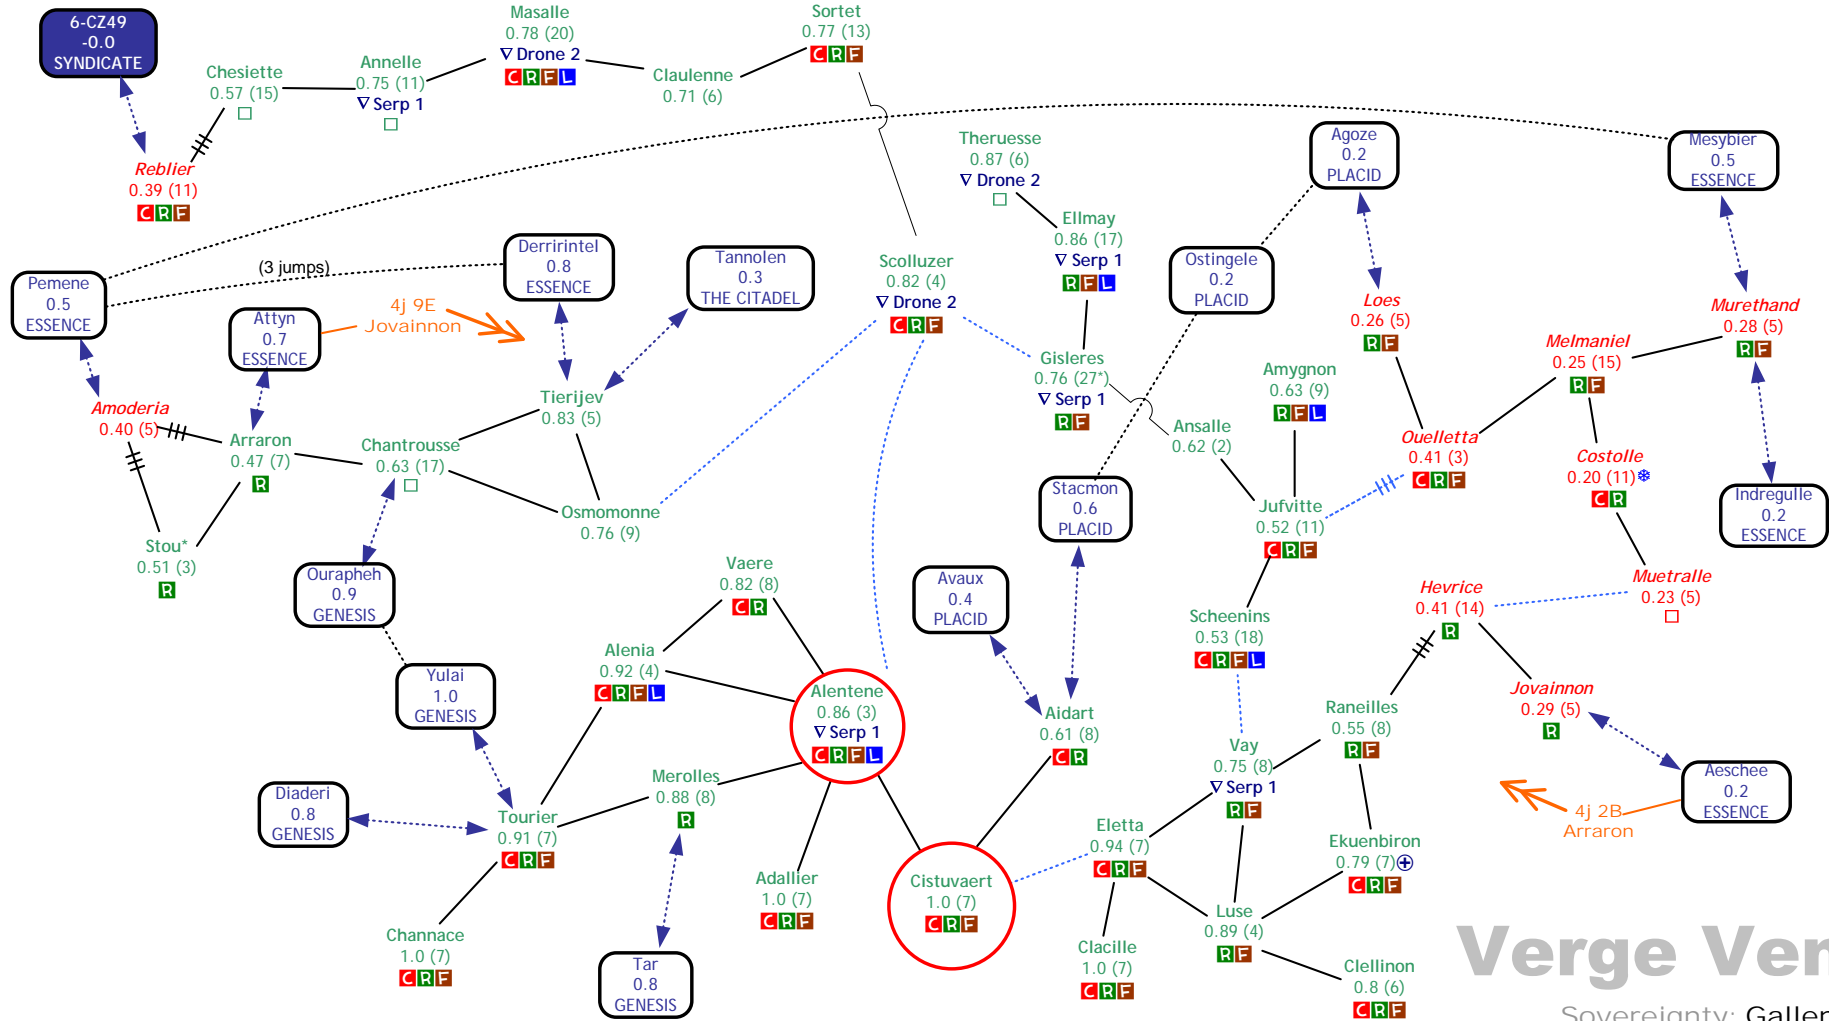 6-CZ49
-0.0
SYNDICATE
Chesiette
0.57 (15)
Annelle
0.75 (11)
∇ Serp 1
Masalle
0.78 (20)
∇ Drone 2
C R F L
Claulenne
0.71 (6)
Sortet
0.77 (13)
C R F
Reblier
0.39 (11)
C R F
Theruesse
0.87 (6)
∇ Drone 2
Ellmay
0.86 (17)
∇ Serp 1
R F L
Agoze
0.2
PLACID
Mesybier
0.5
ESSENCE
Pemene
0.5
ESSENCE
(3 jumps)
Attyn
0.7
ESSENCE
4j 9E
Jovainnon
Derririntel
0.8
ESSENCE
Tannolen
0.3
THE CITADEL
Scolluzer
0.82 (4)
∇ Drone 2
C R F
Ostingele
0.2
PLACID
Loes
0.26 (5)
R F
Murethand
0.28 (5)
R F
Melmaniel
0.25 (15)
R F
Gisleres
0.76 (27*)
∇ Serp 1
R F
Amygnon
0.63 (9)
R F L
Amoderia
0.40 (5)
Arraron
0.47 (7)
R
Chantrousse
0.63 (17)
Tierijev
0.83 (5)
Ansalle
0.62 (2)
Ouelletta
0.41 (3)
C R F
Costolle
0.20 (11)❄
C R
Indregulle
0.2
ESSENCE
Stou*
0.51 (3)
R
Osmomonne
0.76 (9)
Stacmon
0.6
PLACID
Jufvitte
0.52 (11)
C R F
Ourapheh
0.9
GENESIS
Vaere
0.82 (8)
C R
Avaux
0.4
PLACID
Hevrice
0.41 (14)
R
Muetralle
0.23 (5)
Scheenins
0.53 (18)
C R F L
Yulai
1.0
GENESIS
Alenia
0.92 (4)
C R F L
Alentene
0.86 (3)
∇ Serp 1
C R F L
Aidart
0.61 (8)
C R
Vay
0.75 (8)
∇ Serp 1
R F
Raneilles
0.55 (8)
R F
Jovainnon
0.29 (5)
R
Aeschee
0.2
ESSENCE
4j 2B
Arraron
Diaderi
0.8
GENESIS
Tourier
0.91 (7)
C R F
Merolles
0.88 (8)
R
Adallier
1.0 (7)
C R F
Cistuvaert
1.0 (7)
C R F
Eletta
0.94 (7)
C R F
Ekuenbiron
0.79 (7)⊕
C R F
Luse
0.89 (4)
R F
Channace
1.0 (7)
C R F
Tar
0.8
GENESIS
Clacille
1.0 (7)
C R F
Clellinon
0.8 (6)
C R F
Verge Ven
Sovereignty: Galler